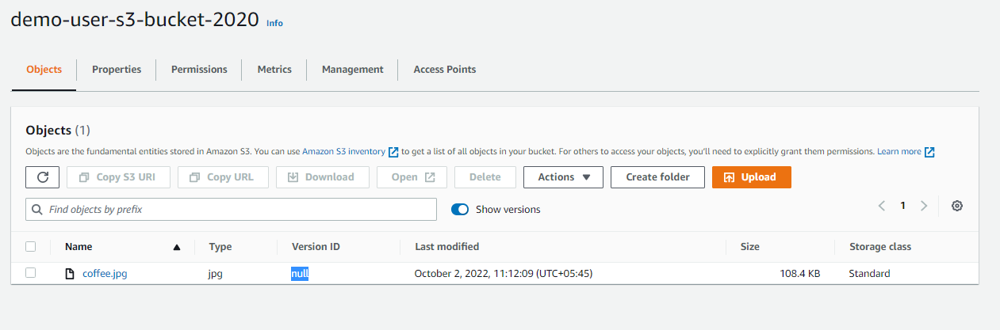 demo-user-s3-bucket-2020 Info
Objects Properties Permissions Metrics Management Access Points
Objects (1)
Objects are the fundamental entities stored in Amazon S3. You can use Amazon S3 inventory to get a list of all objects in your bucket. For others to access your objects, you'll need to explicitly grant them permissions. Learn more
Copy S3 URI Copy URL Download Open Delete Actions Create folder Upload
Find objects by prefix Show versions 1
Name Type Version ID Last modified Size Storage class
coffee.jpg jpg null October 2, 2022, 11:12:09 (UTC+05:45) 108.4 KB Standard